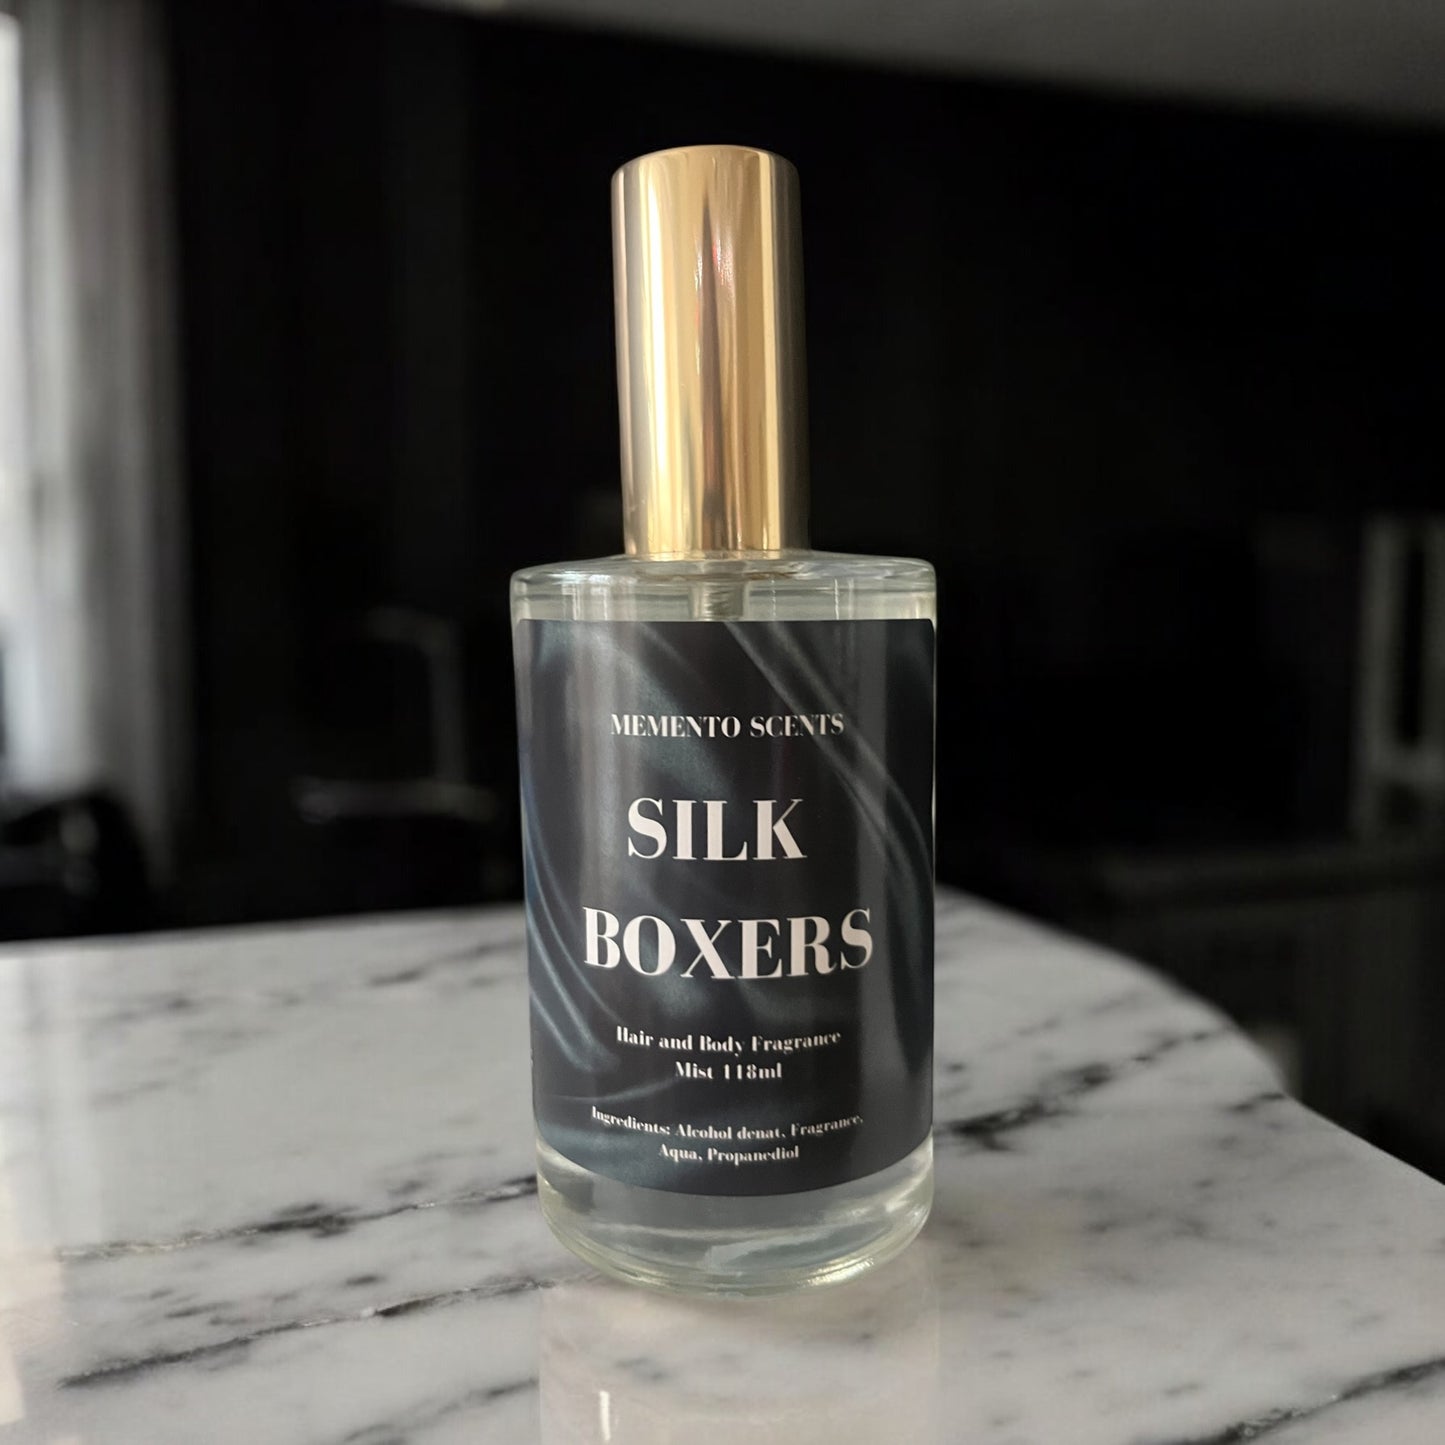 MEMENTO SCENTS
SILK
BOXERS
Hair and Body Fragrance
Mist 118ml
Ingredients: Alcohol denat, Fragrance,
Aqua, Propanediol